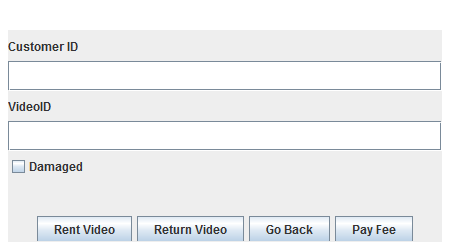 Customer ID
VideoID
Damaged
Rent Video Return Video Go Back Pay Fee